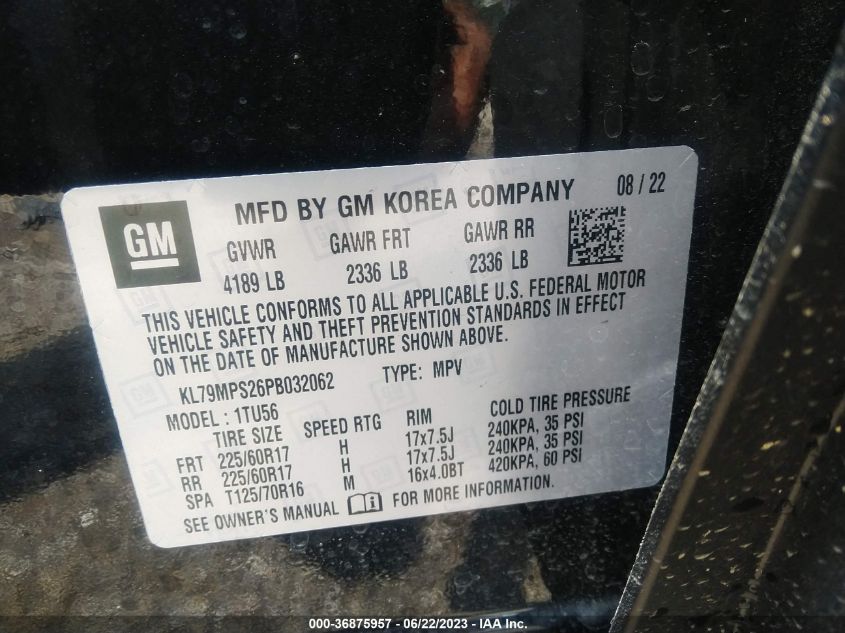 GM
MFD BY GM KOREA COMPANY 08 / 22
GVWR GAWR FRT GAWR RR
4189 LB 2336 LB 2336 LB
THIS VEHICLE CONFORMS TO ALL APPLICABLE U.S. FEDERAL MOTOR
VEHICLE SAFETY AND THEFT PREVENTION STANDARDS IN EFFECT
ON THE DATE OF MANUFACTURE SHOWN ABOVE.
KL79MPS26PB032062 TYPE: MPV
MODEL : 1TU56
TIRE SIZE SPEED RTG RIM COLD TIRE PRESSURE
FRT 225/60R17 H 17x7.5J 240KPA, 35 PSI
RR 225/60R17 H 17x7.5J 240KPA, 35 PSI
SPA T125/70R16 M 16x4.0BT 420KPA, 60 PSI
SEE OWNER'S MANUAL FOR MORE INFORMATION.
000-36875957 - 06/22/2023 - IAA Inc.